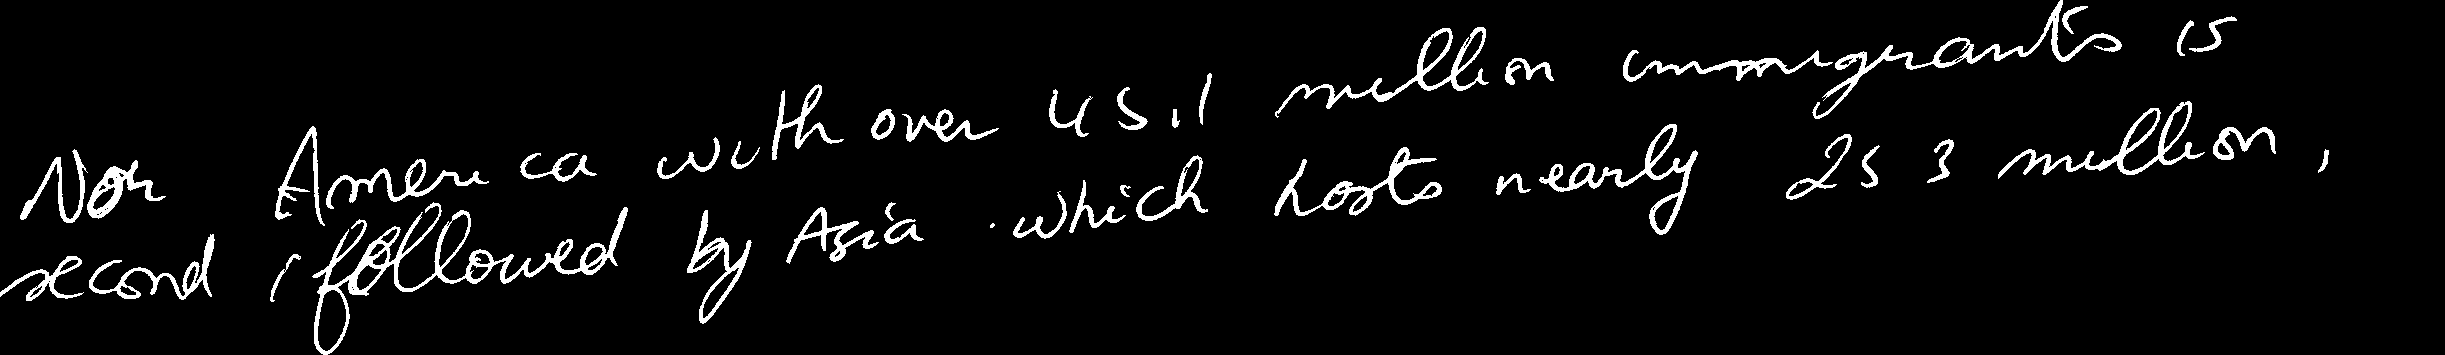 Nor America with over 45,1 million immigrants is
second, followed by Asia which hosts nearly 25 3 million,